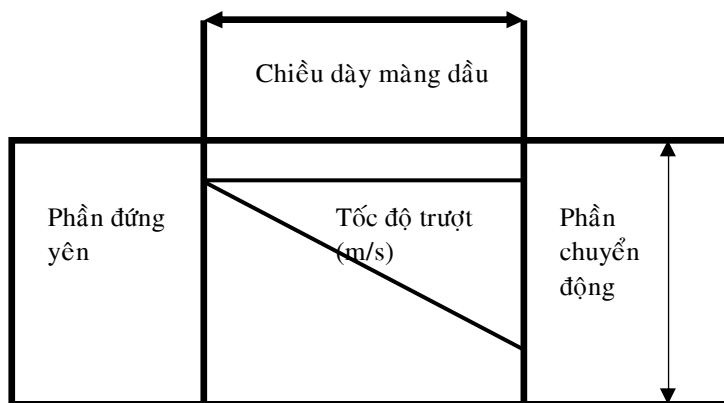 Chiều dày màng dầu
Phần đứng
yên
Tốc độ trượt
(m/s)
Phần
chuyển
động